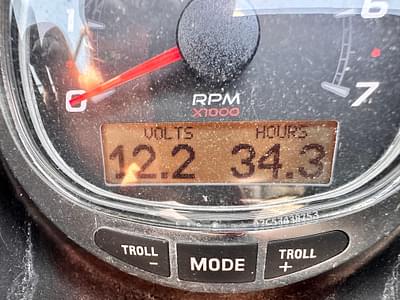 1 6
0 7
RPM
X1000
VOLTS HOURS
12.2 34.3
TROLL - MODE TROLL +